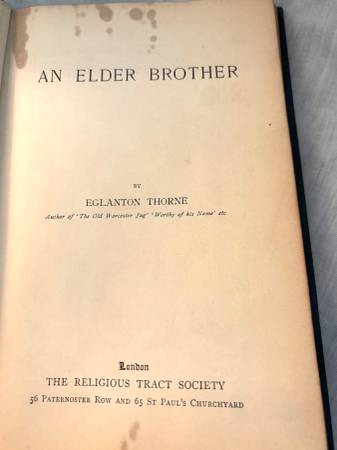 AN ELDER BROTHER
BY
EGLANTON THORNE
Author of 'The Old Worcester Jug' 'Worthy of his Name' etc
London
THE RELIGIOUS TRACT SOCIETY
56 PATERNOSTER ROW AND 65 ST PAUL'S CHURCHYARD